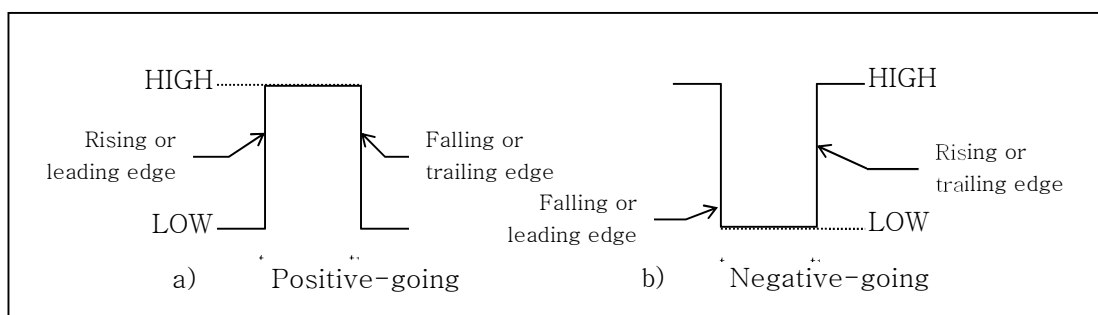 HIGH
Rising or
leading edge
Falling or
trailing edge
LOW
a) Positive-going
HIGH
Rising or
trailing edge
Falling or
leading edge
LOW
b) Negative-going